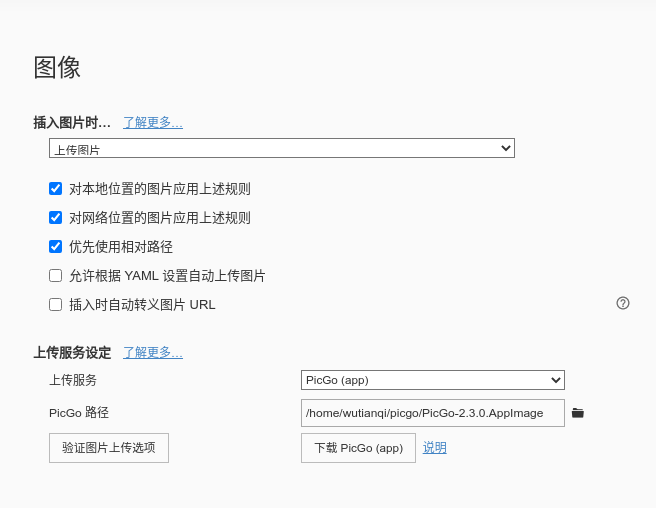 图像
插入图片时… 了解更多…
上传图片
对本地位置的图片应用上述规则
对网络位置的图片应用上述规则
优先使用相对路径
允许根据 YAML 设置自动上传图片
插入时自动转义图片 URL
上传服务设定 了解更多…
上传服务 PicGo (app)
PicGo 路径 /home/wutianqi/picgo/PicGo-2.3.0.AppImage
验证图片上传选项 下载 PicGo (app) 说明